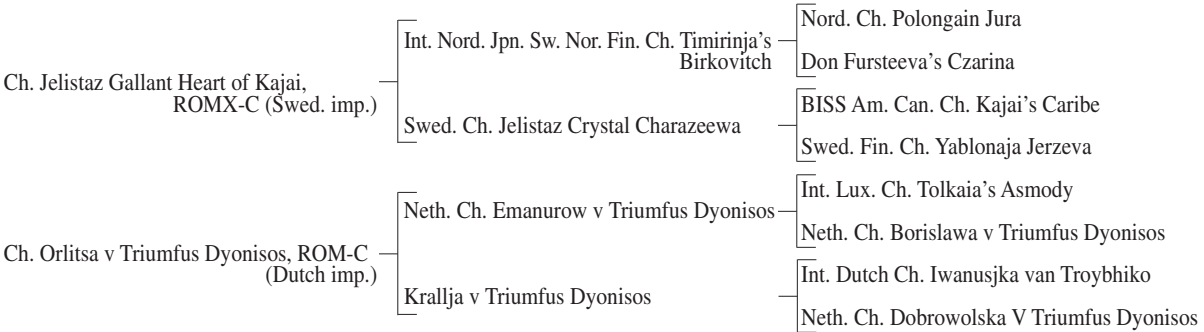 Nord. Ch. Polongain Jura
Int. Nord. Jpn. Sw. Nor. Fin. Ch. Timirinja’s
Birkovitch
Don Fursteeva’s Czarina
Ch. Jelistaz Gallant Heart of Kajai,
ROMX-C (Swed. imp.)
BISS Am. Can. Ch. Kajai’s Caribe
Swed. Ch. Jelistaz Crystal Charazeewa
Swed. Fin. Ch. Yablonaja Jerzeva
Int. Lux. Ch. Tolkaia’s Asmody
Neth. Ch. Emanurow v Triumfus Dyonisos
Neth. Ch. Borislawa v Triumfus Dyonisos
Ch. Orlitsa v Triumfus Dyonisos, ROM-C
(Dutch imp.)
Int. Dutch Ch. Iwanusjka van Troybhiko
Krallja v Triumfus Dyonisos
Neth. Ch. Dobrowolska V Triumfus Dyonisos